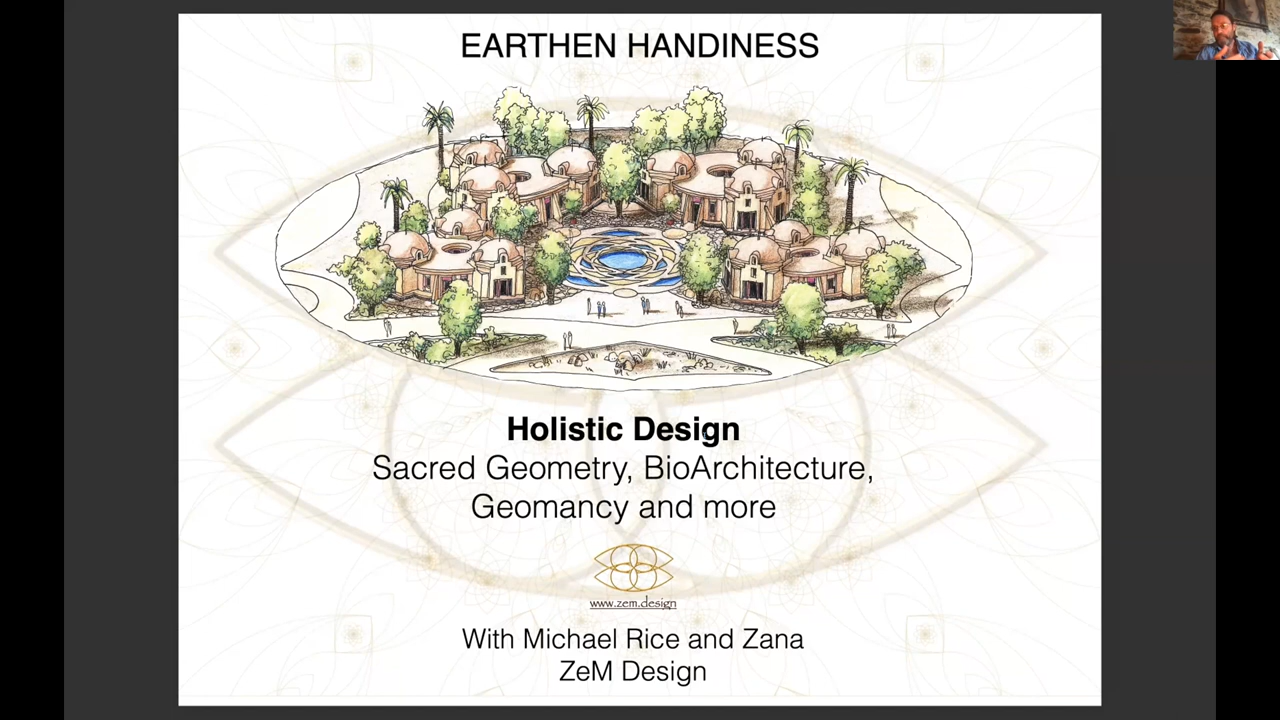 EARTHEN HANDINESS
Holistic Design
Sacred Geometry, BioArchitecture,
Geomancy and more
www.zem.design
With Michael Rice and Zana
ZeM Design